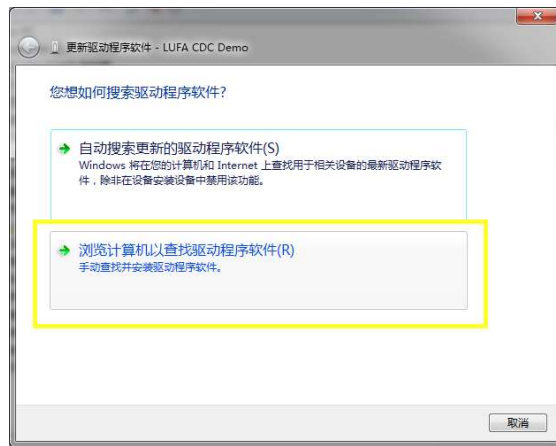 更新驱动程序软件 - LUFA CDC Demo
您想如何搜索驱动程序软件?
自动搜索更新的驱动程序软件(S)
Windows 将在您的计算机和 Internet 上查找用于相关设备的最新驱动程序软
件，除非在设备安装设备中禁用该功能。
浏览计算机以查找驱动程序软件(R)
手动查找并安装驱动程序软件。
取消